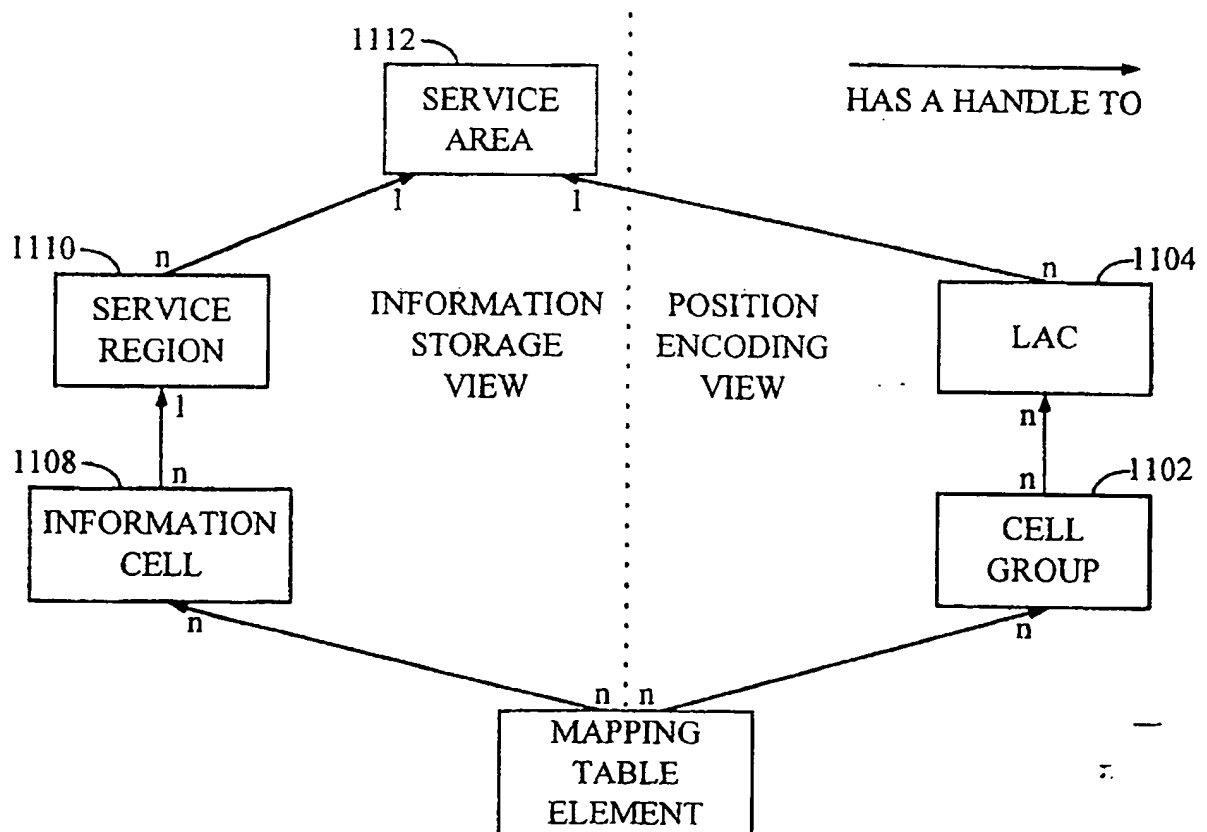 1112
SERVICE
AREA
HAS A HANDLE TO
1
1
1110
n
n
1104
SERVICE
REGION
INFORMATION
STORAGE
VIEW
POSITION
ENCODING
VIEW
LAC
1
n
1108
n
n
1102
INFORMATION
CELL
CELL
GROUP
n
n
n
n
MAPPING
TABLE
ELEMENT